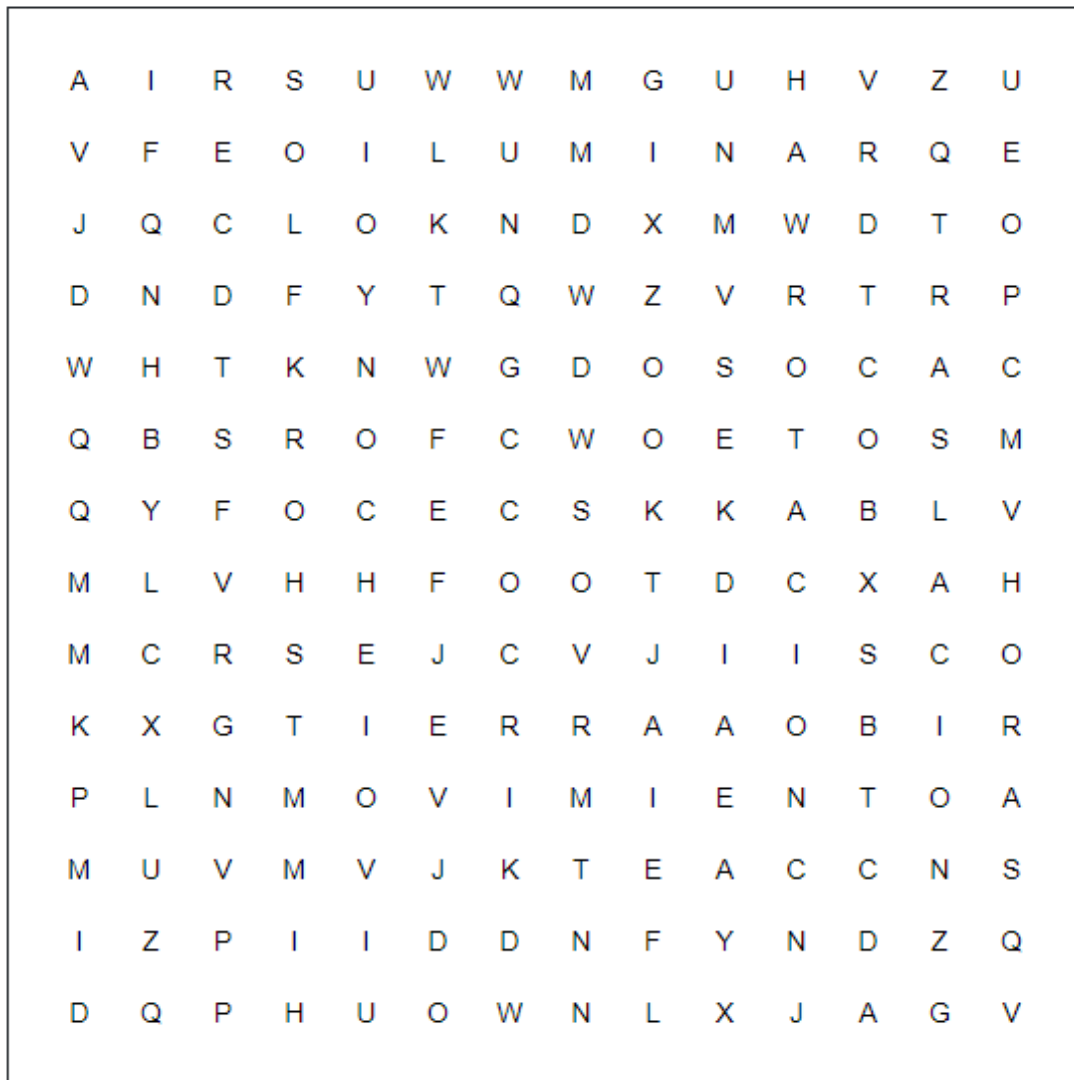 A I R S U W W M G U H V Z U
V F E O I L U M I N A R Q E
J Q C L O K N D X M W D T O
D N D F Y T Q W Z V R T R P
W H T K N W G D O S O C A C
Q B S R O F C W O E T O S M
Q Y F O C E C S K K A B L V
M L V H H F O O T D C X A H
M C R S E J C V J I I S C O
K X G T I E R R A A O B I R
P L N M O V I M I E N T O A
M U V M V J K T E A C C N S
I Z P I I D D N F Y N D Z Q
D Q P H U O W N L X J A G V